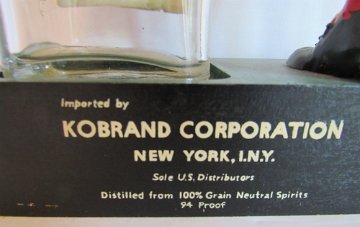 Imported by
KOBRAND CORPORATION
NEW YORK, I.N.Y.
Sole U.S. Distributors
Distilled from 100% Grain Neutral Spirits
94 Proof